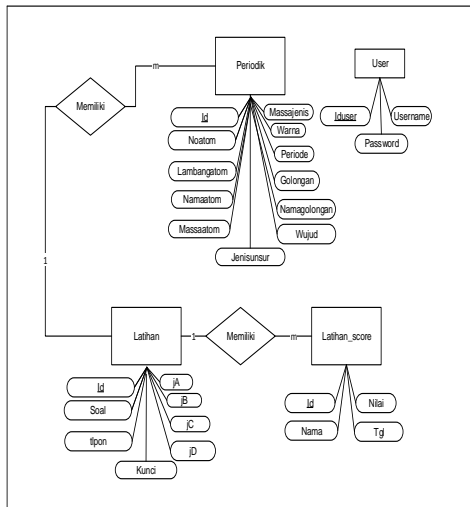 Periodik
User
m
Memiliki
Id
Massajenis
Iduser
Username
Noatom
Warna
Password
Periode
Lambangatom
Golongan
Namaatom
Namagolongan
Massaatom
Wujud
Jenisunsur
1
Latihan
1
Memiliki
m
Latihan_score
Id
jA
Id
Nilai
Soal
jB
jC
Nama
Tgl
tlpon
jD
Kunci